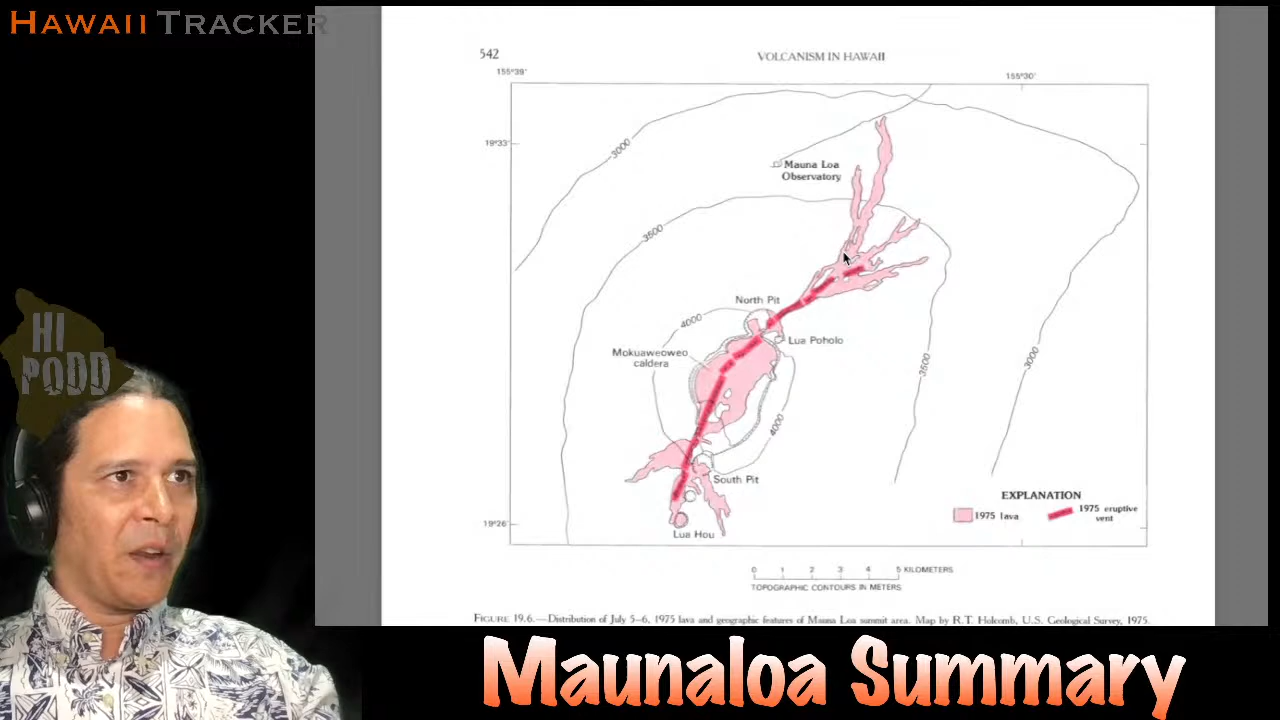 HAWAII TRACKER
542
VOLCANISM IN HAWAII
155°39'
155°30'
19°33'
3000
Mauna Loa
Observatory
3500
North Pit
4000
Lua Poholo
Mokuaweoweo
caldera
3500
3000
HI
PODD
4000
South Pit
EXPLANATION
1975 lava
1975 eruptive
vent
19°26'
Lua Hou
0 1 2 3 4 5 KILOMETERS
TOPOGRAPHIC CONTOURS IN METERS
FIGURE 19.6.—Distribution of July 5–6, 1975 lava and geographic features of Mauna Loa summit area. Map by R.T. Holcomb, U.S. Geological Survey, 1975.
Maunaloa Summary